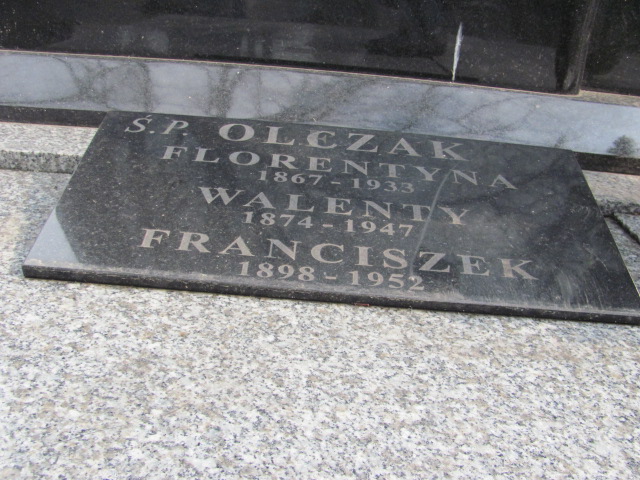 Ś.P. OLCZAK
FLORENTYNA
1867-1933
WALENTY
1874-1947
FRANCISZEK
1898-1952